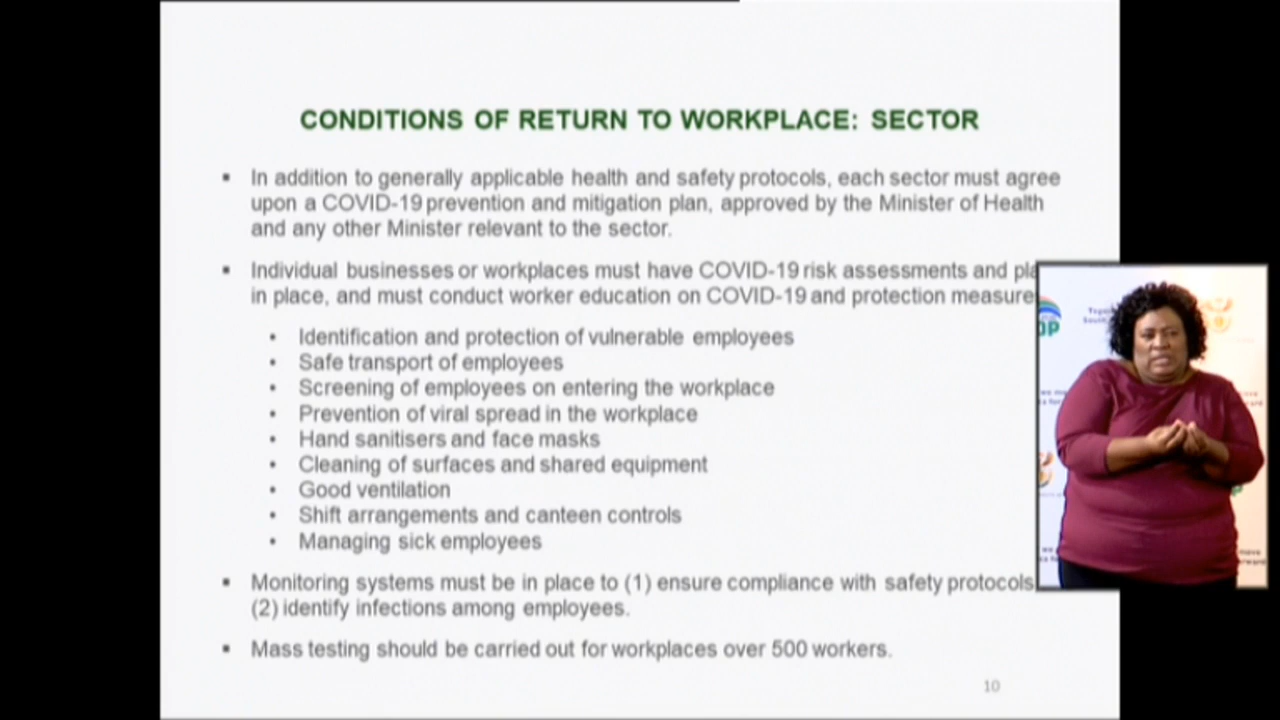 CONDITIONS OF RETURN TO WORKPLACE: SECTOR
▪ In addition to generally applicable health and safety protocols, each sector must agree
upon a COVID-19 prevention and mitigation plan, approved by the Minister of Health
and any other Minister relevant to the sector.
▪ Individual businesses or workplaces must have COVID-19 risk assessments and
in place, and must conduct worker education on COVID-19 and protection
• Identification and protection of vulnerable employees
• Safe transport of employees
• Screening of employees on entering the workplace
• Prevention of viral spread in the workplace
• Hand sanitisers and face masks
• Cleaning of surfaces and shared equipment
• Good ventilation
• Shift arrangements and canteen controls
• Managing sick employees
▪ Monitoring systems must be in place to (1) ensure compliance with safety protocols
(2) identify infections among employees.
▪ Mass testing should be carried out for workplaces over 500 workers.
10